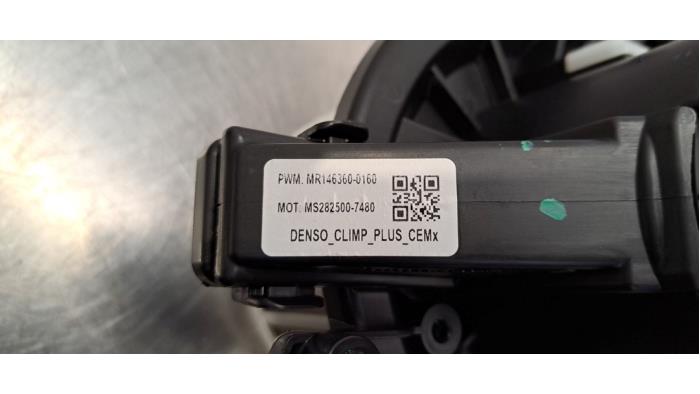 PWM. MR146360-0160
MOT. MS282500-7480
DENSO_CLIMP_PLUS_CEMx